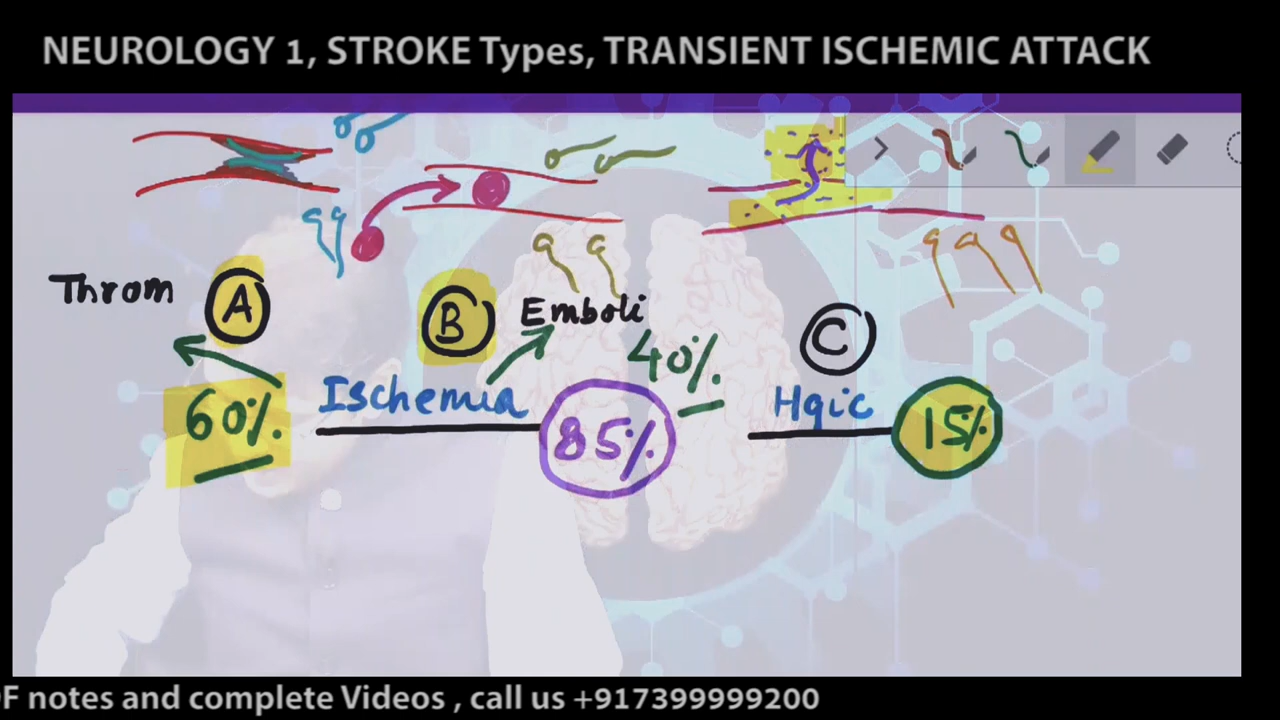 NEUROLOGY 1, STROKE Types, TRANSIENT ISCHEMIC ATTACK
Throm A B Emboli C
60% Ischemia 85% 40% Hgic 15%
F notes and complete Videos , call us +917399999200